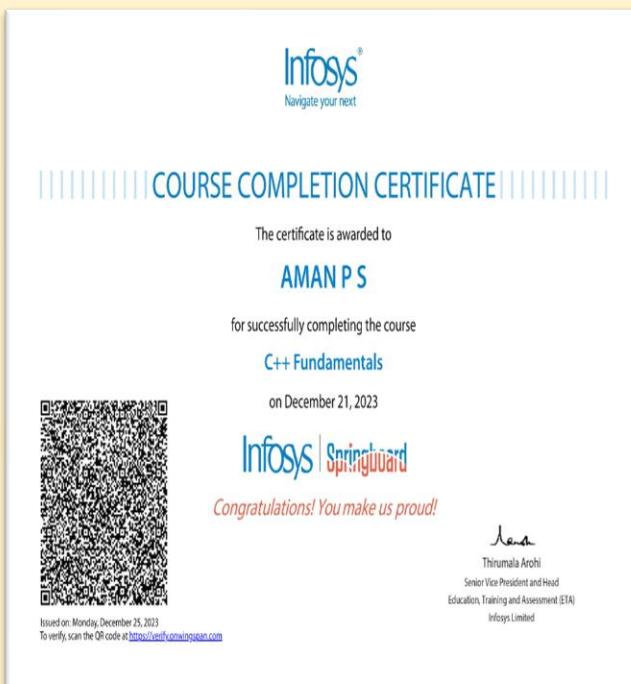 Infosys®
Navigate your next
COURSE COMPLETION CERTIFICATE
The certificate is awarded to
AMAN P S
for successfully completing the course
C++ Fundamentals
on December 21, 2023
Infosys | Springboard
Congratulations! You make us proud!
Thirumala Arohi
Senior Vice President and Head
Education, Training and Assessment (ETA)
Infosys Limited
Issued on: Monday, December 25, 2023
To verify, scan the QR code at https://verify.onwingspan.com